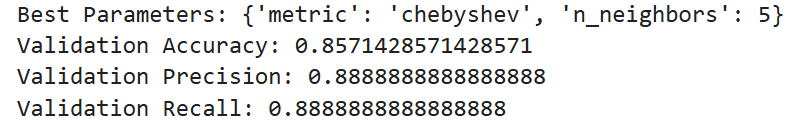 Best Parameters: {'metric': 'chebyshev', 'n_neighbors': 5}
Validation Accuracy: 0.8571428571428571
Validation Precision: 0.8888888888888888
Validation Recall: 0.8888888888888888